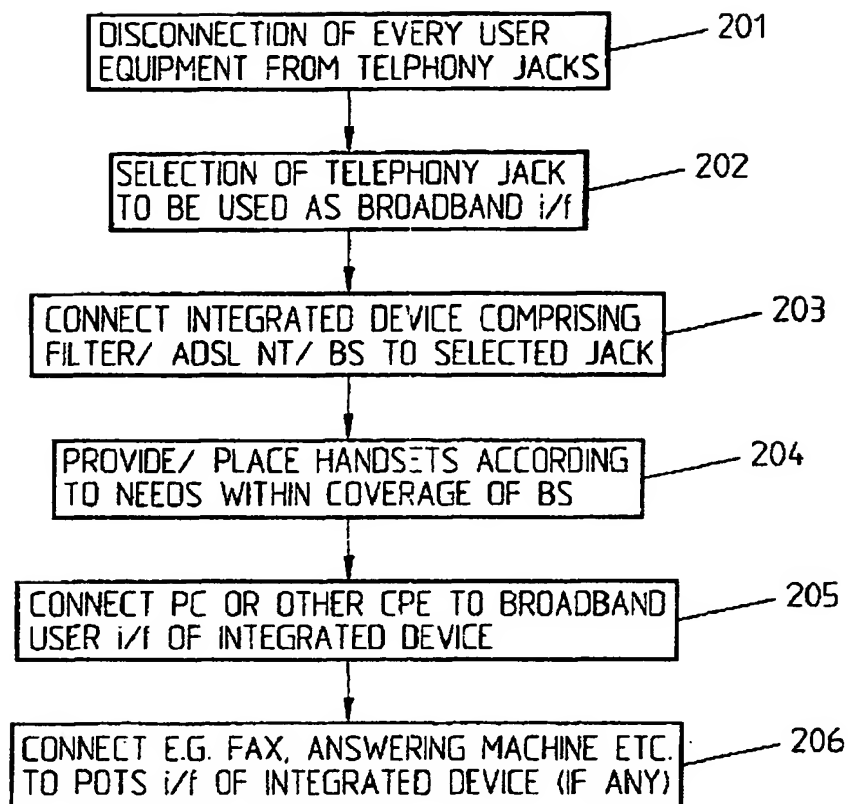 DISCONNECTION OF EVERY USER
EQUIPMENT FROM TELPHONY JACKS
201
SELECTION OF TELEPHONY JACK
TO BE USED AS BROADBAND i/f
202
CONNECT INTEGRATED DEVICE COMPRISING
FILTER/ ADSL NT/ BS TO SELECTED JACK
203
PROVIDE/ PLACE HANDSETS ACCORDING
TO NEEDS WITHIN COVERAGE OF BS
204
CONNECT PC OR OTHER CPE TO BROADBAND
USER i/f OF INTEGRATED DEVICE
205
CONNECT E.G. FAX, ANSWERING MACHINE ETC.
TO POTS i/f OF INTEGRATED DEVICE (IF ANY)
206